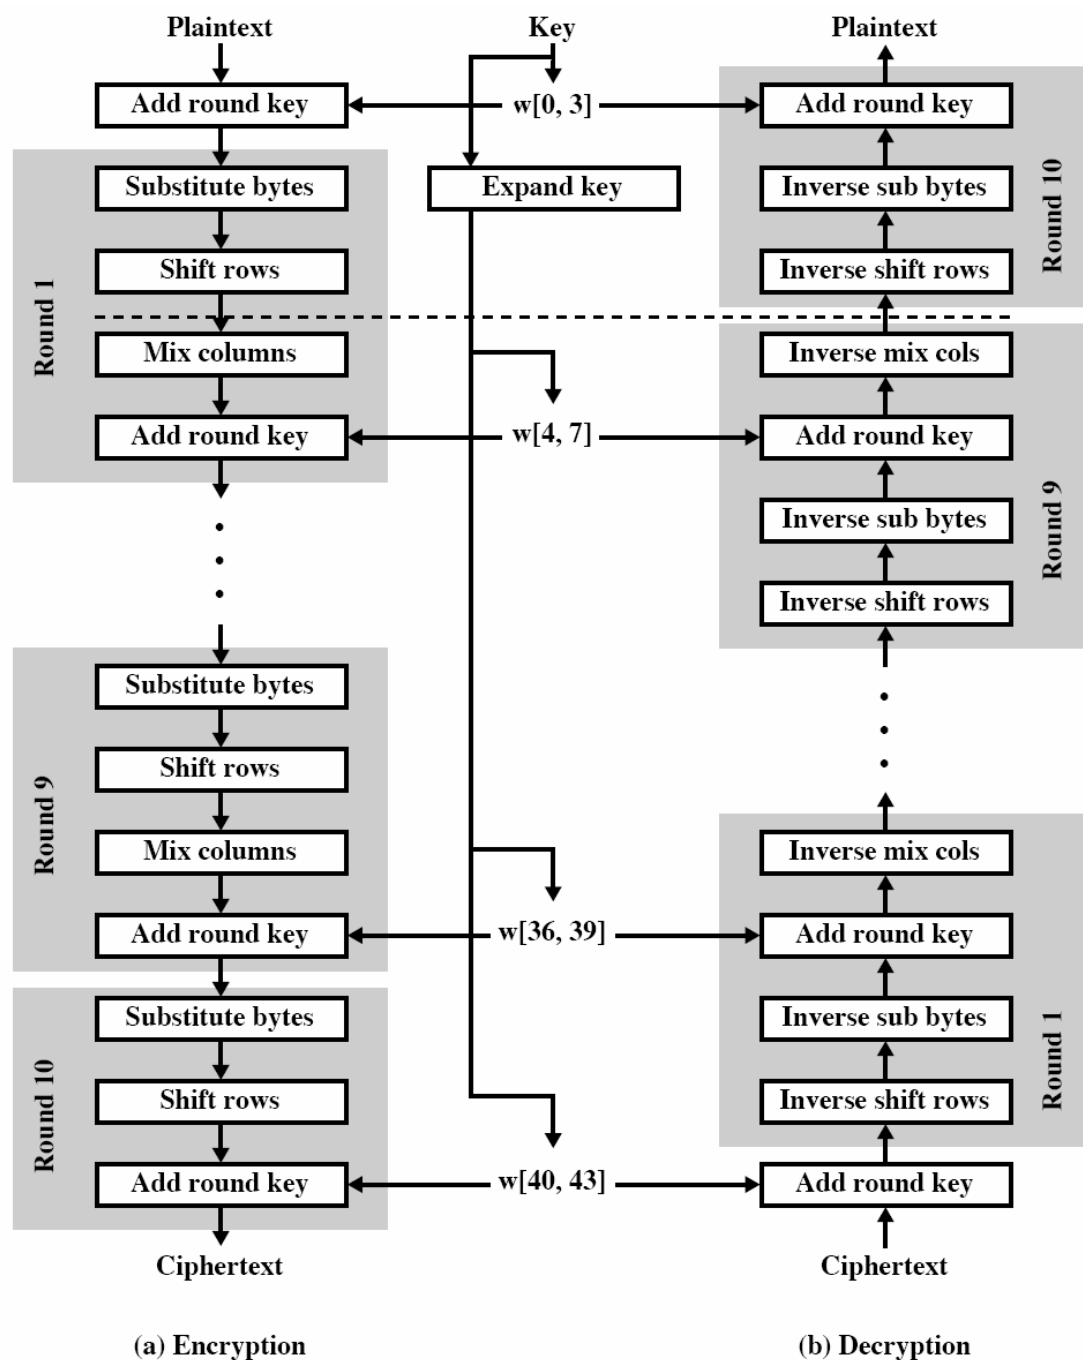 Plaintext
Key
Plaintext
Add round key
w[0, 3]
Add round key
Substitute bytes
Expand key
Inverse sub bytes
Round 10
Shift rows
Inverse shift rows
Round 1
Mix columns
Inverse mix cols
Add round key
w[4, 7]
Add round key
Inverse sub bytes
Round 9
Inverse shift rows
Substitute bytes
Shift rows
Round 9
Mix columns
Inverse mix cols
Add round key
w[36, 39]
Add round key
Substitute bytes
Inverse sub bytes
Round 1
Round 10
Shift rows
Inverse shift rows
Add round key
w[40, 43]
Add round key
Ciphertext
Ciphertext
(a) Encryption
(b) Decryption